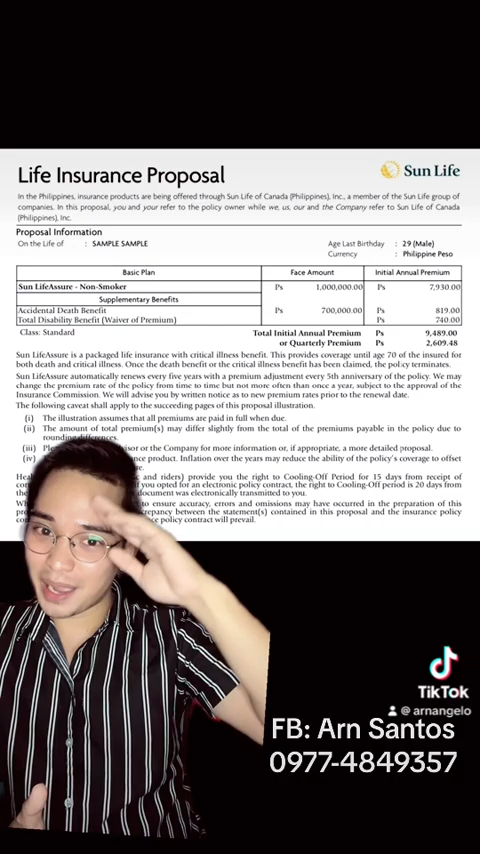 Life Insurance Proposal
Sun Life
In the Philippines, insurance products are being offered through Sun Life of Canada (Philippines), Inc., a member of the Sun Life group of
companies. In this proposal, you and your refer to the policy owner while we, us, our and the Company refer to Sun Life of Canada
(Philippines), Inc.
Proposal Information
On the Life of : SAMPLE SAMPLE
Age Last Birthday : 29 (Male)
Currency : Philippine Peso
Basic Plan Face Amount Initial Annual Premium
Sun LifeAssure - Non-Smoker Ps 1,000,000.00 Ps 7,930.00
Supplementary Benefits
Accidental Death Benefit Ps 700,000.00 Ps 819.00
Total Disability Benefit (Waiver of Premium) Ps 740.00
Class: Standard Total Initial Annual Premium Ps 9,489.00
or Quarterly Premium Ps 2,609.48
Sun LifeAssure is a packaged life insurance with critical illness benefit. This provides coverage until age 70 of the insured for
both death and critical illness. Once the death benefit or the critical illness benefit has been claimed, the policy terminates.
Sun LifeAssure automatically renews every five years with a premium adjustment every 5th anniversary of the policy. We may
change the premium rate of the policy from time to time but not more often than once a year, subject to the approval of the
Insurance Commission. We will advise you by written notice as to new premium rates prior to the renewal date.
The following caveat shall apply to the succeeding pages of this proposal illustration.
(i) The illustration assumes that all premiums are paid in full when due.
(ii) The amount of total premium(s) may differ slightly from the total of the premiums payable in the policy due to
rounding differences.
(iii) visor or the Company for more information or, if appropriate, a more detailed proposal.
(iv) nce product. Inflation over the years may reduce the ability of the policy's coverage to offset
re.
and riders) provide you the right to Cooling-Off Period for 15 days from receipt of
if you opted for an electronic policy contract, the right to Cooling-Off period is 20 days from
the document was electronically transmitted to you.
to ensure accuracy, errors and omissions may have occurred in the preparation of this
crepancy between the statement(s) contained in this proposal and the insurance policy
ce policy contract will prevail.
TikTok
@ arnangelo
FB: Arn Santos
0977-4849357